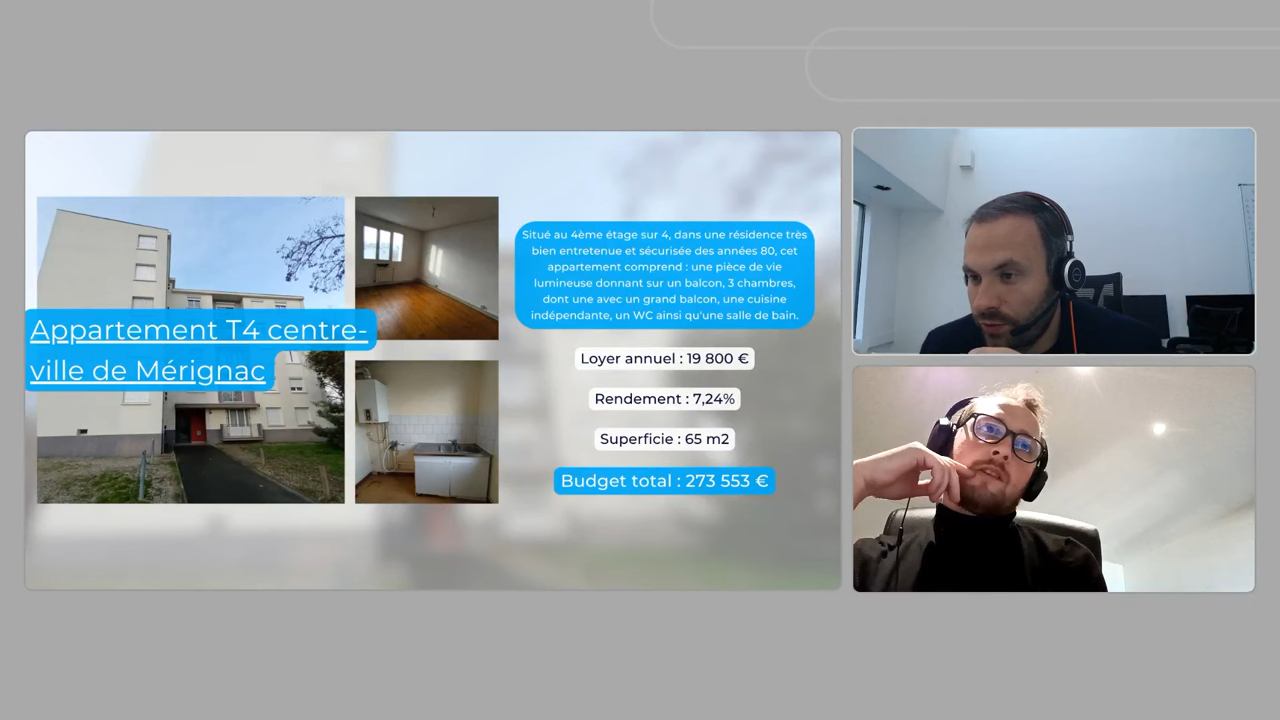 Appartement T4 centre-
ville de Mérignac
Situé au 4ème étage sur 4, dans une résidence très
bien entretenue et sécurisée des années 80, cet
appartement comprend : une pièce de vie
lumineuse donnant sur un balcon, 3 chambres,
dont une avec un grand balcon, une cuisine
indépendante, un WC ainsi qu'une salle de bain.
Loyer annuel : 19 800 €
Rendement : 7,24%
Superficie : 65 m2
Budget total : 273 553 €